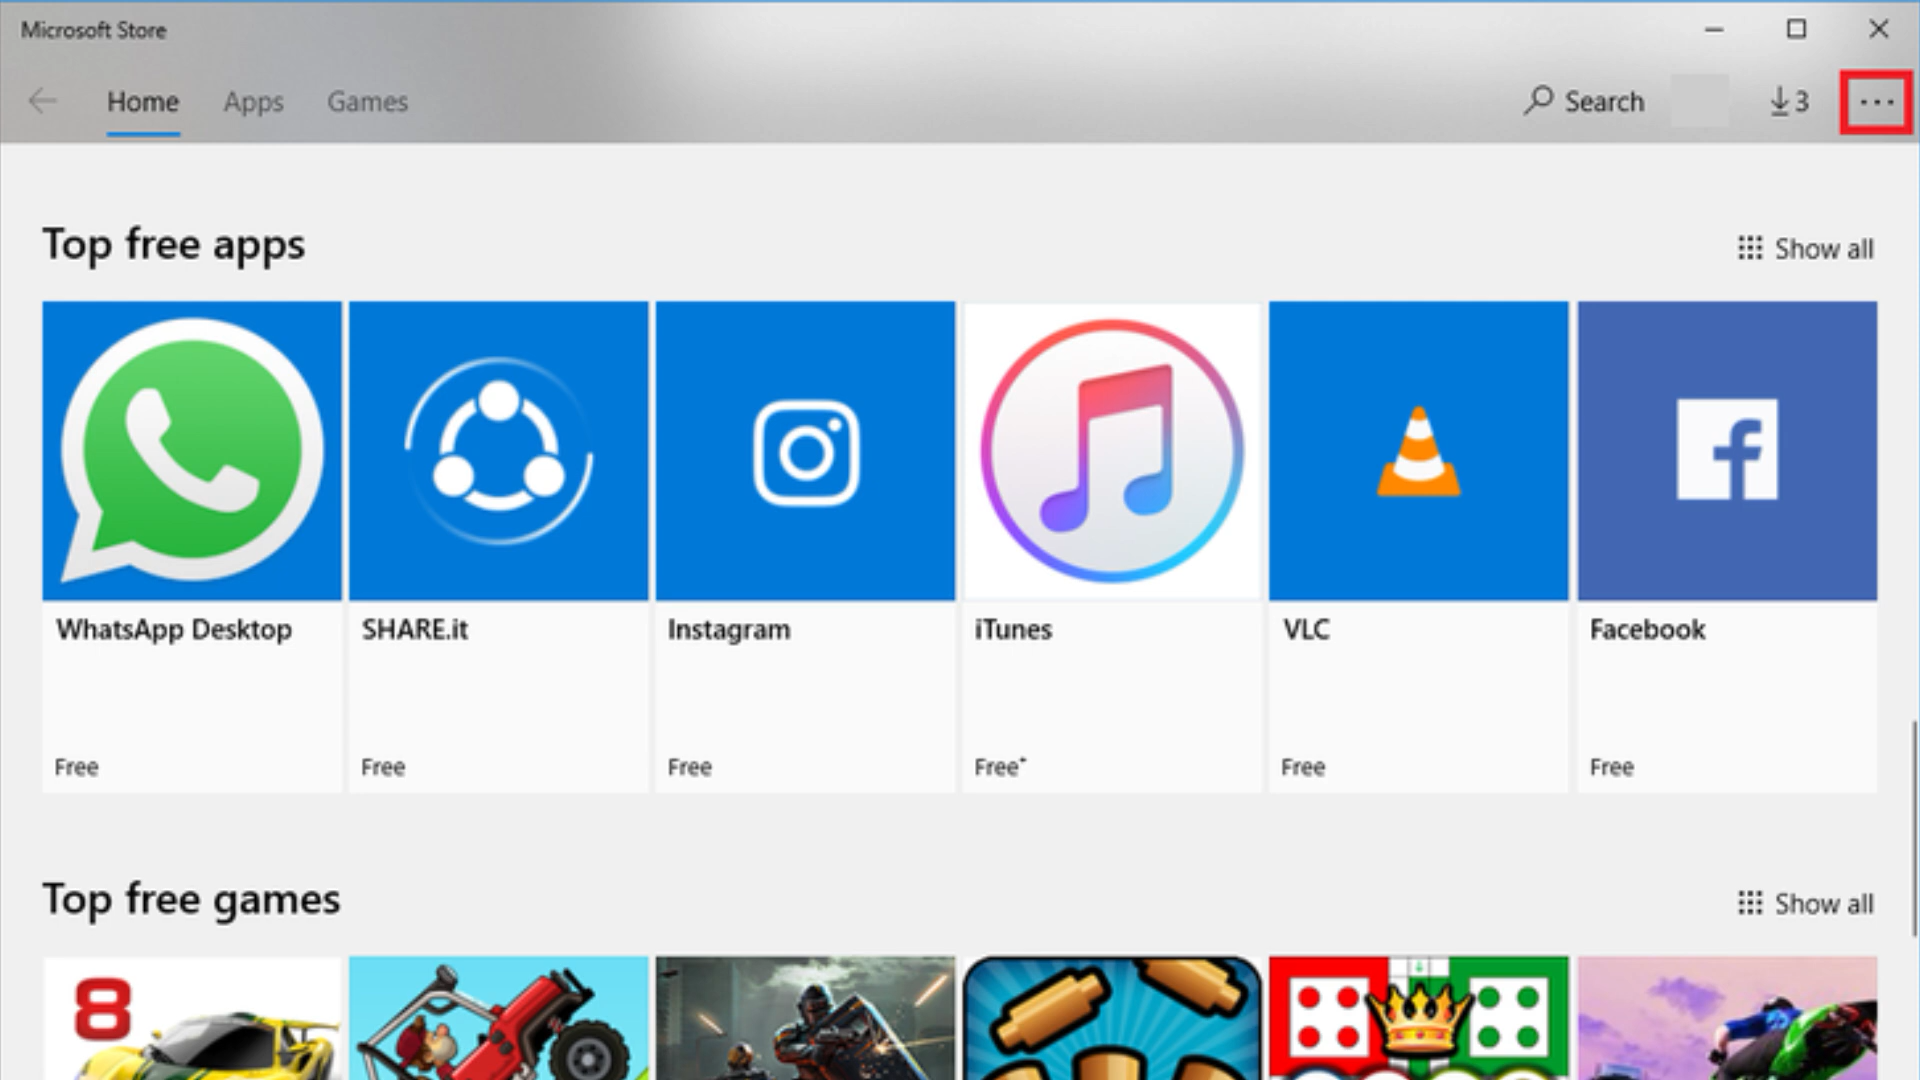 Microsoft Store
Home Apps Games Search 3 ...
Top free apps Show all
WhatsApp Desktop SHARE.it Instagram iTunes VLC Facebook
Free Free Free Free* Free Free
Top free games Show all
8